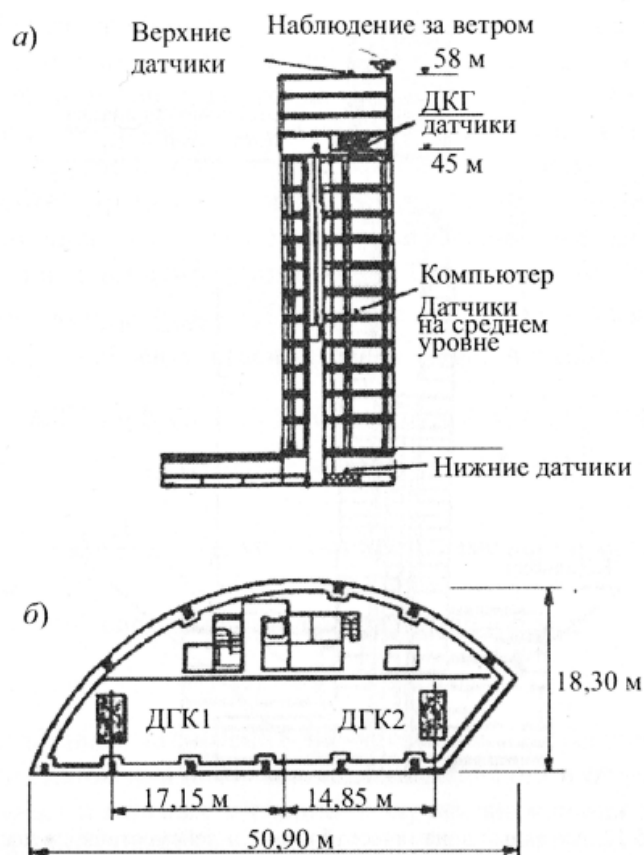 а)
Верхние
датчики
Наблюдение за ветром
58 м
ДКГ
датчики
45 м
Компьютер
Датчики
на среднем
уровне
Нижние датчики
б)
ДГК1
ДГК2
18,30 м
17,15 м
14,85 м
50,90 м